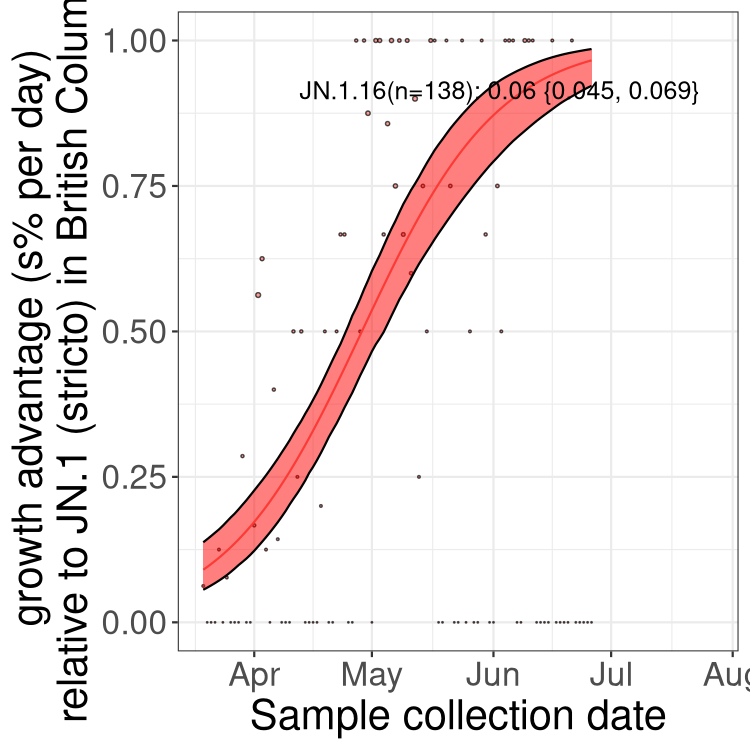 growth advantage (s% per day)
relative to JN.1 (stricto) in British Colum
1.00
0.75
0.50
0.25
0.00
JN.1.16(n=138): 0.06 {0.045, 0.069}
Apr
May
Jun
Jul
Aug
Sample collection date